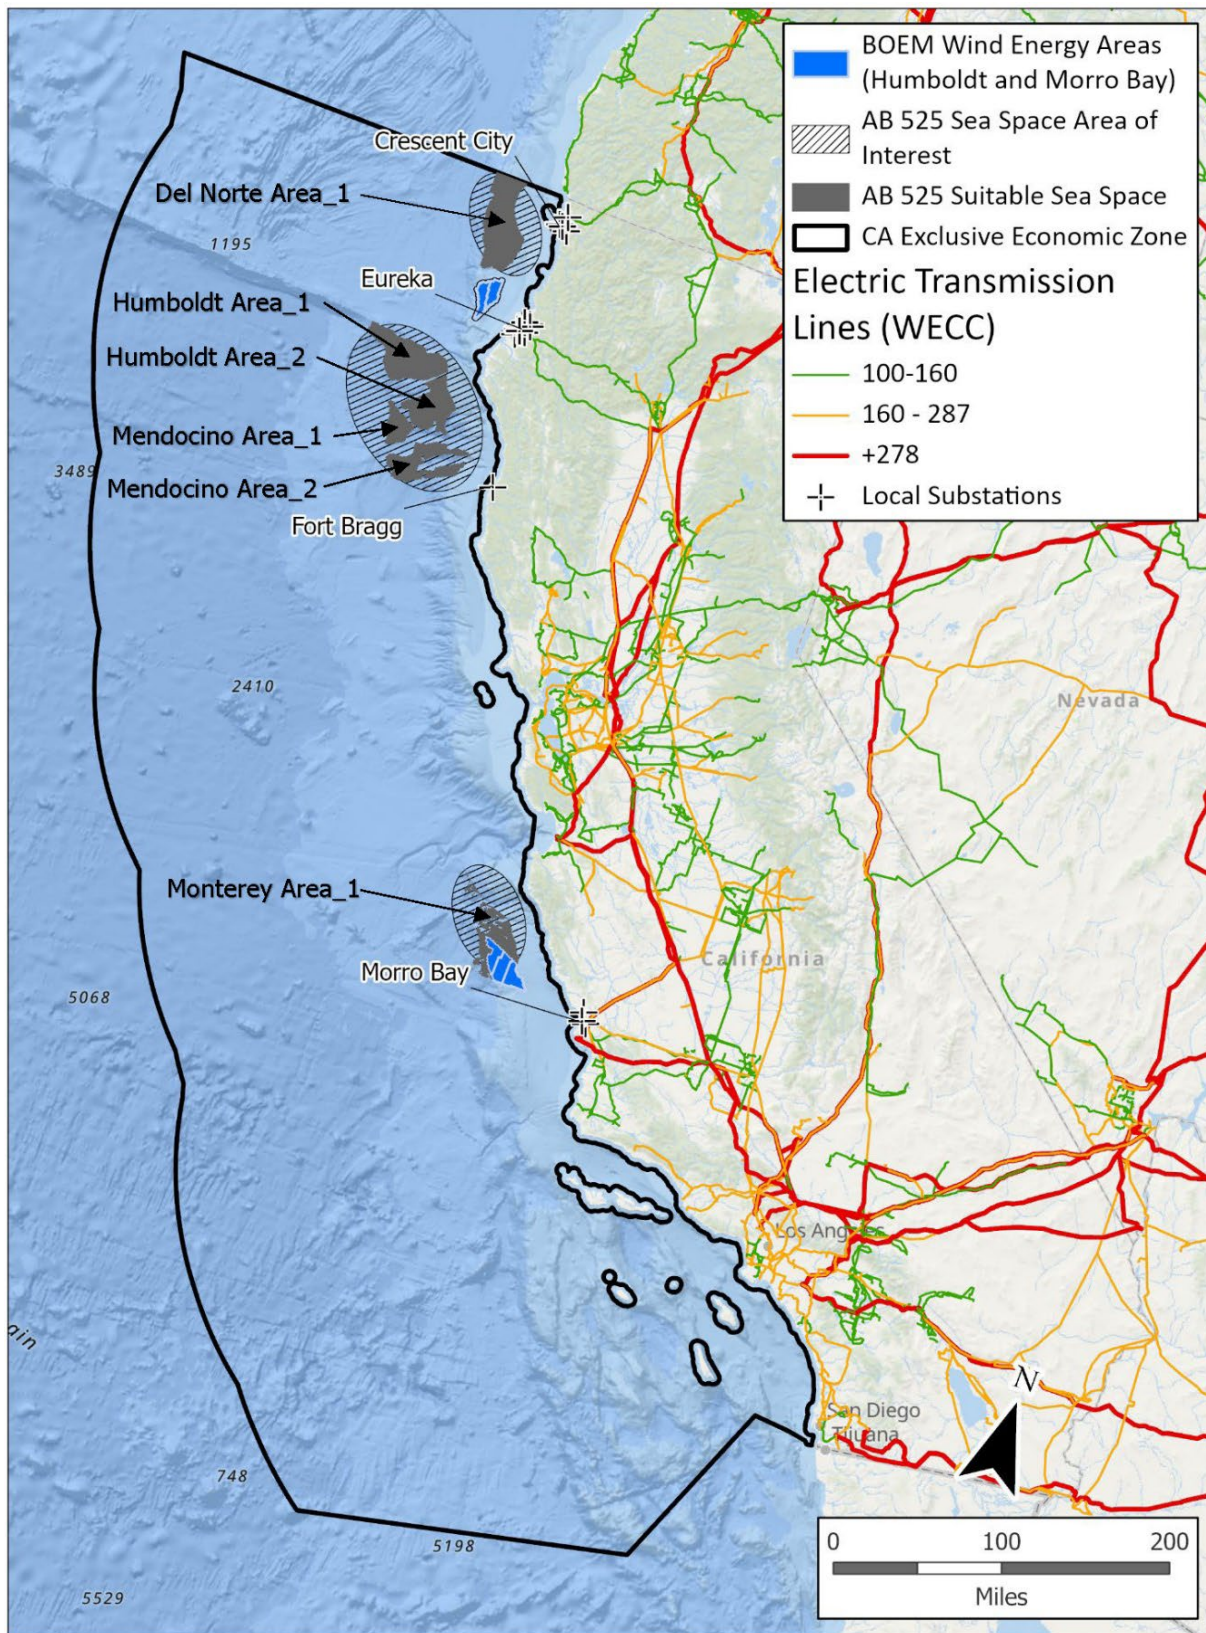 BOEM Wind Energy Areas
(Humboldt and Morro Bay)
AB 525 Sea Space Area of
Interest
AB 525 Suitable Sea Space
CA Exclusive Economic Zone
Electric Transmission
Lines (WECC)
100-160
160 - 287
+278
Local Substations
Crescent City
Del Norte Area_1
1195
Eureka
Humboldt Area_1
Humboldt Area_2
Mendocino Area_1
3489
Mendocino Area_2
Fort Bragg
2410
Nevada
Monterey Area_1
California
Morro Bay
5068
Los Angeles
N
San Diego
Tijuana
748
5198
5529
0 100 200
Miles